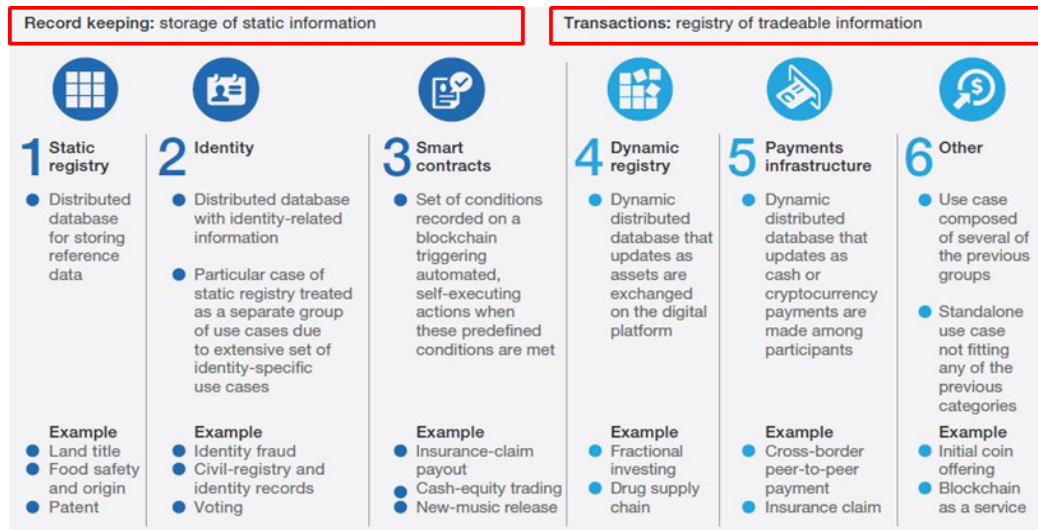 Record keeping: storage of static information
Transactions: registry of tradeable information
1 Static
registry
Distributed
database
for storing
reference
data
Example
Land title
Food safety
and origin
Patent
2 Identity
Distributed database
with identity-related
information
Particular case of
static registry treated
as a separate group
of use cases due
to extensive set of
identity-specific
use cases
Example
Identity fraud
Civil-registry and
identity records
Voting
3 Smart
contracts
Set of conditions
recorded on a
blockchain
triggering
automated,
self-executing
actions when
these predefined
conditions are met
Example
Insurance-claim
payout
Cash-equity trading
New-music release
4 Dynamic
registry
Dynamic
distributed
database that
updates as
assets are
exchanged
on the digital
platform
Example
Fractional
investing
Drug supply
chain
5 Payments
infrastructure
Dynamic
distributed
database that
updates as
cash or
cryptocurrency
payments are
made among
participants
Example
Cross-border
peer-to-peer
payment
Insurance claim
6 Other
Use case
composed
of several of
the previous
groups
Standalone
use case
not fitting
any of the
previous
categories
Example
Initial coin
offering
Blockchain
as a service